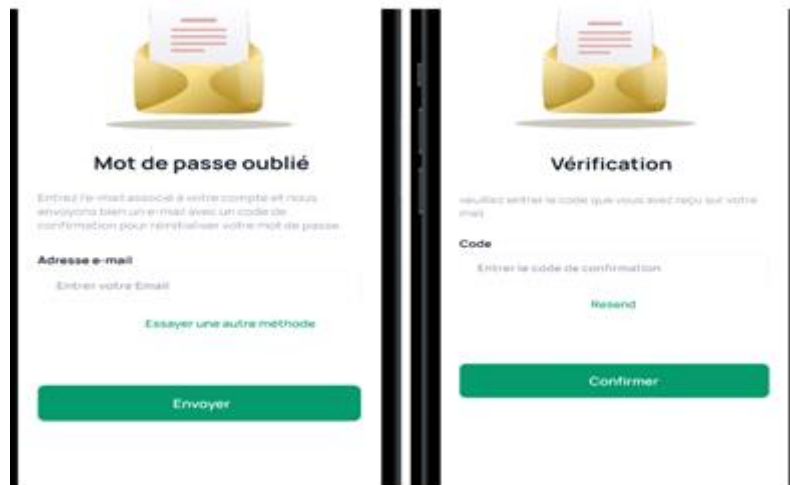 Mot de passe oublié
Entrez l'e-mail associé à votre compte et nous
envoyons bien un e-mail avec un code de
confirmation pour réinitialiser votre mot de passe
Adresse e-mail
Entrer votre Email
Essayer une autre méthode
Envoyer
Vérification
veuillez entrer le code que vous avez reçu sur votre
mail
Code
Entrer le code de confirmation
Resend
Confirmer